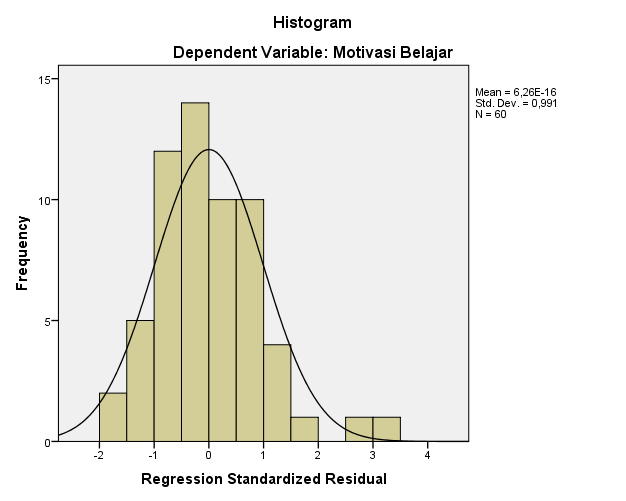 Histogram
Dependent Variable: Motivasi Belajar
Mean = 6,26E-16
Std. Dev. = 0,991
N = 60
Frequency
15
10
5
0
-2 -1 0 1 2 3 4
Regression Standardized Residual